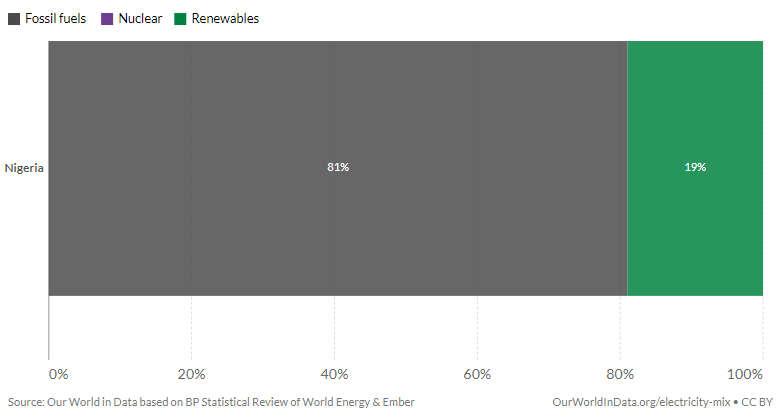 Fossil fuels Nuclear Renewables
Nigeria 81% 19%
0% 20% 40% 60% 80% 100%
Source: Our World in Data based on BP Statistical Review of World Energy & Ember OurWorldInData.org/electricity-mix • CC BY